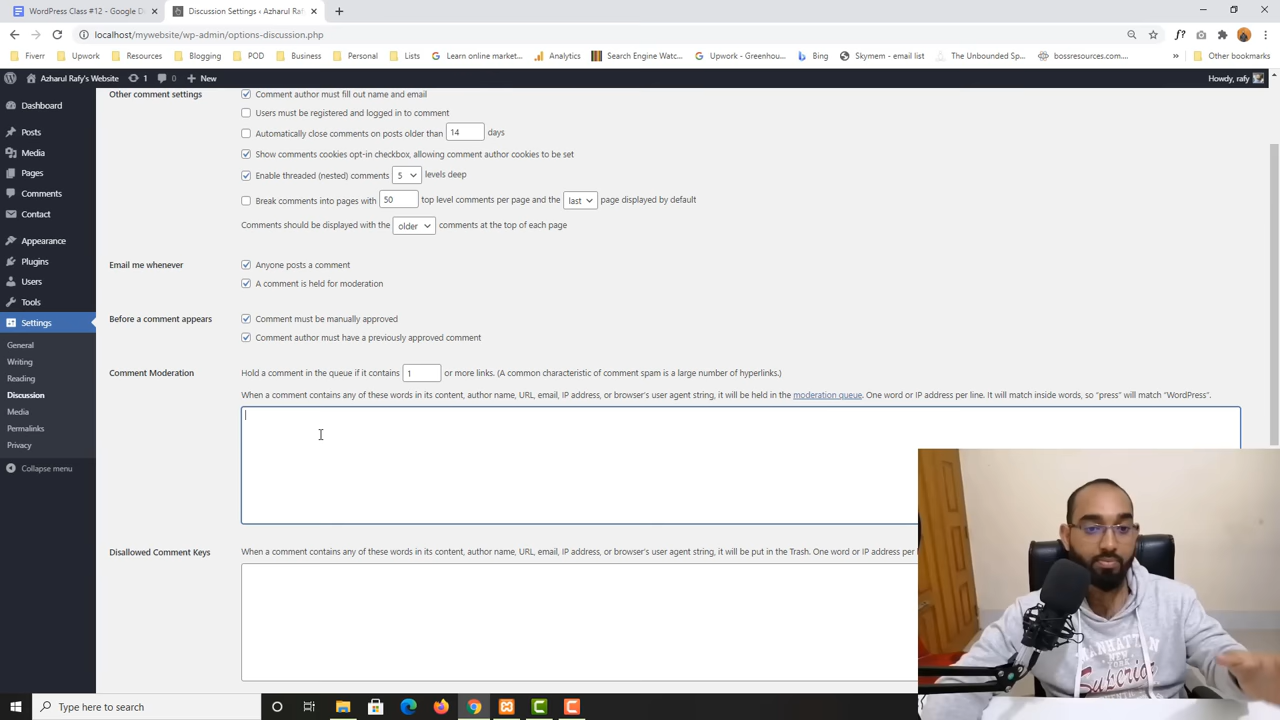 WordPress Class #12 - Google D
Discussion Settings ‹ Azharul Raf
localhost/mywebsite/wp-admin/options-discussion.php
Fiverr Upwork Resources Blogging POD Business Personal Lists Learn online market... Analytics Search Engine Watc... Upwork - Greenhou... Bing Skymem - email list The Unbounded Sp... bossresources.com... » Other bookmarks
Azharul Rafy's Website 1 0 + New Howdy, rafy
Dashboard
Posts
Media
Pages
Comments
Contact
Appearance
Plugins
Users
Tools
Settings
General
Writing
Reading
Discussion
Media
Permalinks
Privacy
Collapse menu
Other comment settings
Comment author must fill out name and email
Users must be registered and logged in to comment
Automatically close comments on posts older than 14 days
Show comments cookies opt-in checkbox, allowing comment author cookies to be set
Enable threaded (nested) comments 5 levels deep
Break comments into pages with 50 top level comments per page and the last page displayed by default
Comments should be displayed with the older comments at the top of each page
Email me whenever
Anyone posts a comment
A comment is held for moderation
Before a comment appears
Comment must be manually approved
Comment author must have a previously approved comment
Comment Moderation
Hold a comment in the queue if it contains 1 or more links. (A common characteristic of comment spam is a large number of hyperlinks.)
When a comment contains any of these words in its content, author name, URL, email, IP address, or browser's user agent string, it will be held in the moderation queue. One word or IP address per line. It will match inside words, so “press” will match “WordPress”.
Disallowed Comment Keys
When a comment contains any of these words in its content, author name, URL, email, IP address, or browser's user agent string, it will be put in the Trash. One word or IP address per
MANHATTAN
NEW
YORK
Superior
Type here to search